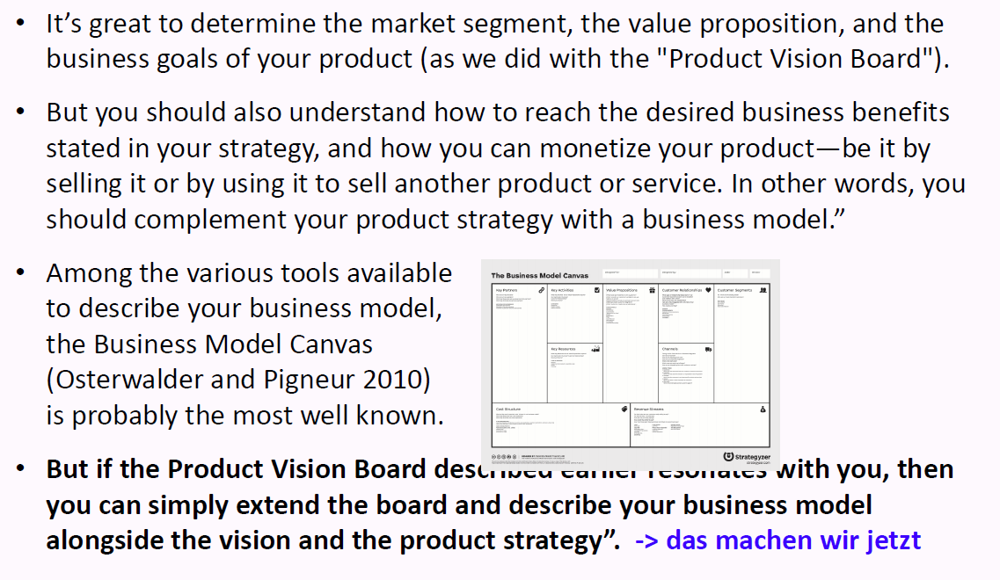 • It’s great to determine the market segment, the value proposition, and the
business goals of your product (as we did with the "Product Vision Board").
• But you should also understand how to reach the desired business benefits
stated in your strategy, and how you can monetize your product—be it by
selling it or by using it to sell another product or service. In other words, you
should complement your product strategy with a business model.”
• Among the various tools available
to describe your business model,
the Business Model Canvas
(Osterwalder and Pigneur 2010)
is probably the most well known.
The Business Model Canvas
Key Partners
Key Activities
Value Propositions
Customer Relationships
Customer Segments
Key Resources
Channels
Cost Structure
Revenue Streams
Strategyzer
strategyzer.com
• But if the Product Vision Board described earlier resonates with you, then
you can simply extend the board and describe your business model
alongside the vision and the product strategy”. -> das machen wir jetzt